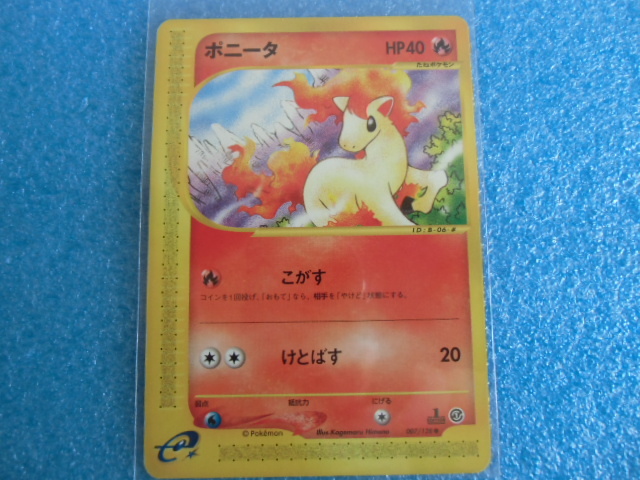 ポニータ HP40
たねポケモン
ID:B-06-#
こがす
コインを1回投げ、「おもて」なら、相手を「やけど」状態にする。
けとばす 20
弱点 抵抗力 にげる
© Pokémon Illus. Kagemaru Himeno 007/128
1
e